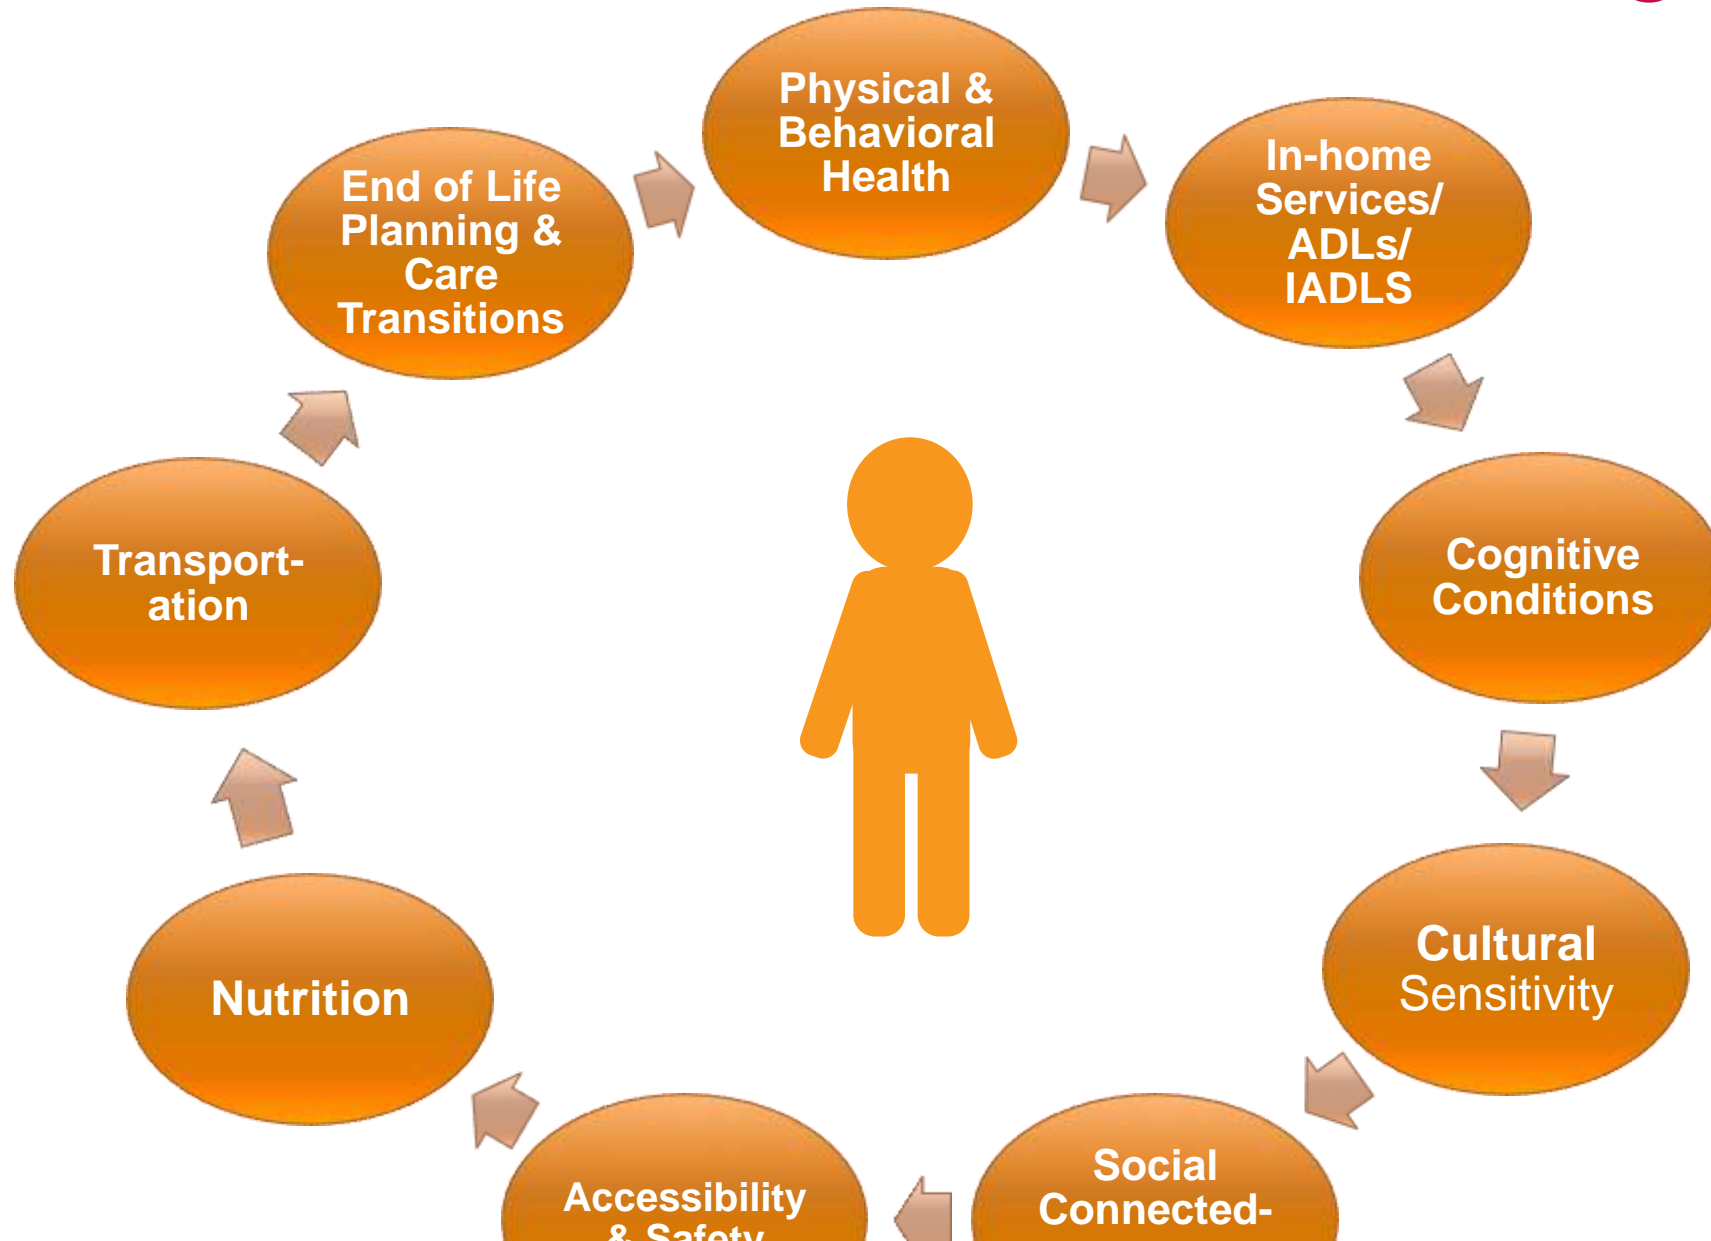 Physical &
Behavioral
Health
In-home
Services/
ADLs/
IADLS
Cognitive
Conditions
Cultural
Sensitivity
Social
Connected-
Accessibility
& Safety
Nutrition
Transport-
ation
End of Life
Planning &
Care
Transitions